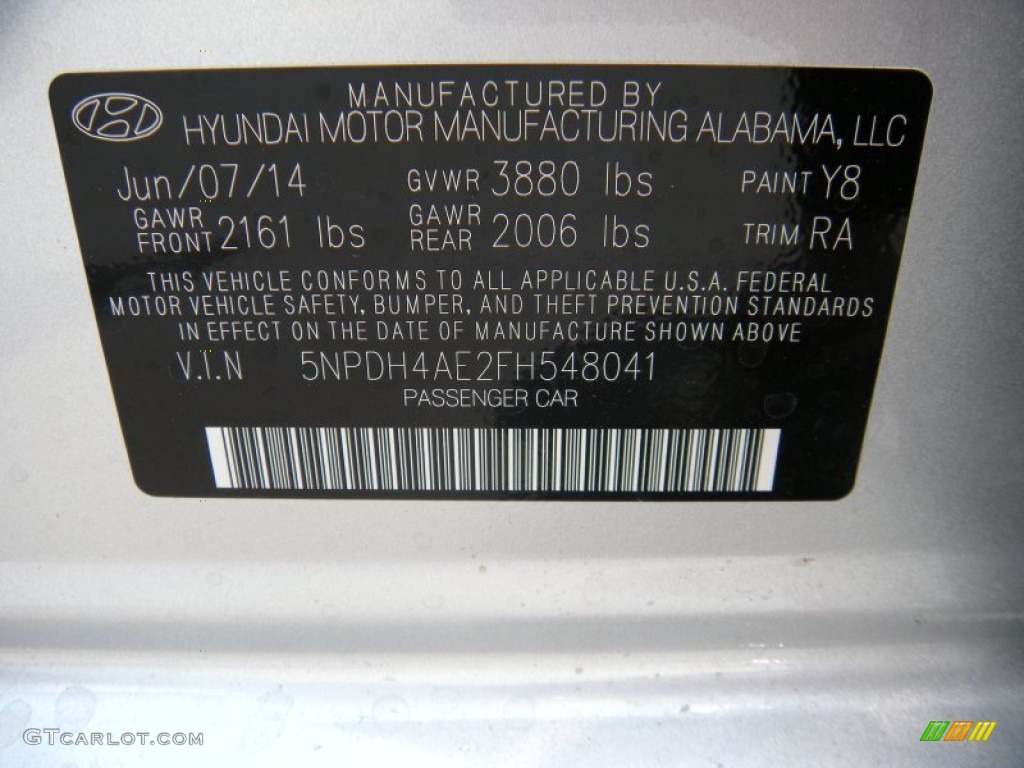 MANUFACTURED BY
HYUNDAI MOTOR MANUFACTURING ALABAMA, LLC
Jun/07/14 GVWR 3880 lbs PAINT Y8
GAWR FRONT 2161 lbs GAWR REAR 2006 lbs TRIM RA
THIS VEHICLE CONFORMS TO ALL APPLICABLE U.S.A. FEDERAL
MOTOR VEHICLE SAFETY, BUMPER, AND THEFT PREVENTION STANDARDS
IN EFFECT ON THE DATE OF MANUFACTURE SHOWN ABOVE.
V.I.N 5NPDH4AE2FH548041
PASSENGER CAR
GTCARLOT.COM